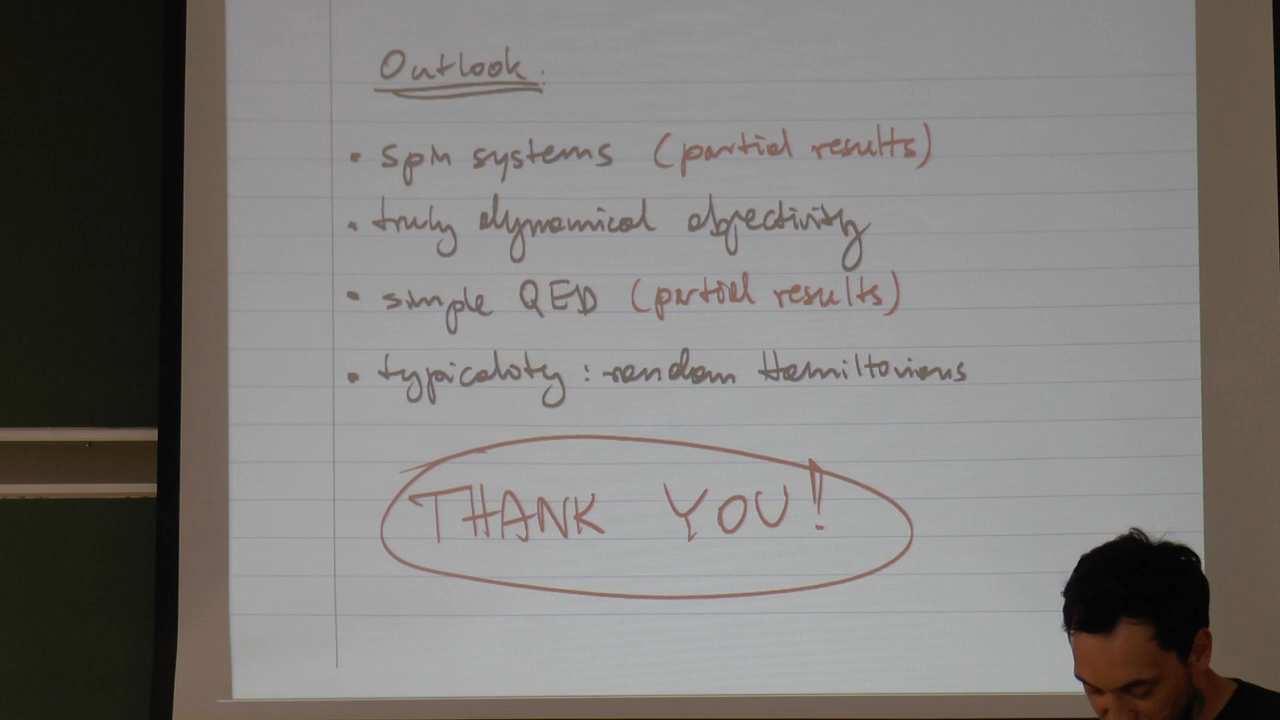 Outlook:
• spin systems (partial results)
• truly dynamical objectivity
• simple QED (partial results)
• typicality : random Hamiltonians
THANK YOU!